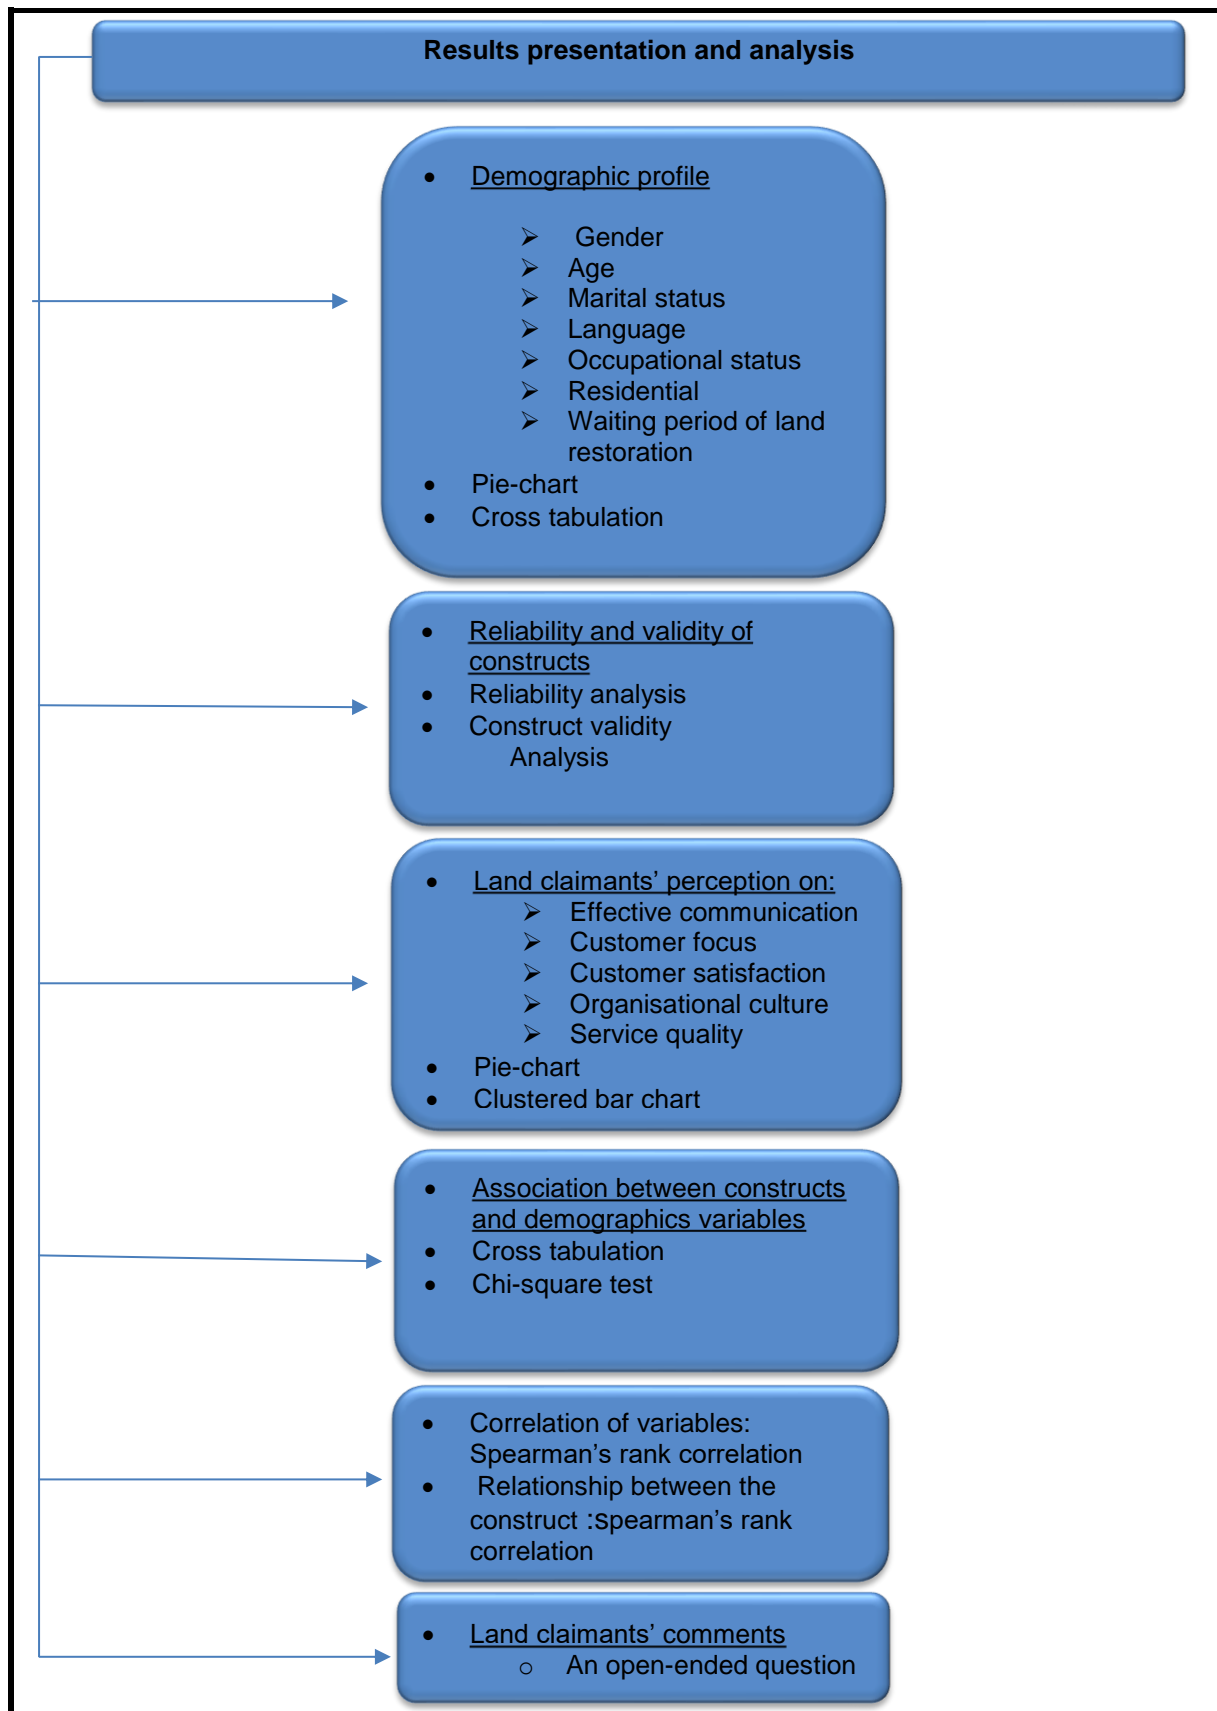 Results presentation and analysis
• Demographic profile
➢ Gender
➢ Age
➢ Marital status
➢ Language
➢ Occupational status
➢ Residential
➢ Waiting period of land
restoration
• Pie-chart
• Cross tabulation
• Reliability and validity of
constructs
• Reliability analysis
• Construct validity
Analysis
• Land claimants’ perception on:
➢ Effective communication
➢ Customer focus
➢ Customer satisfaction
➢ Organisational culture
➢ Service quality
• Pie-chart
• Clustered bar chart
• Association between constructs
and demographics variables
• Cross tabulation
• Chi-square test
• Correlation of variables:
Spearman’s rank correlation
• Relationship between the
construct :spearman’s rank
correlation
• Land claimants’ comments
o An open-ended question